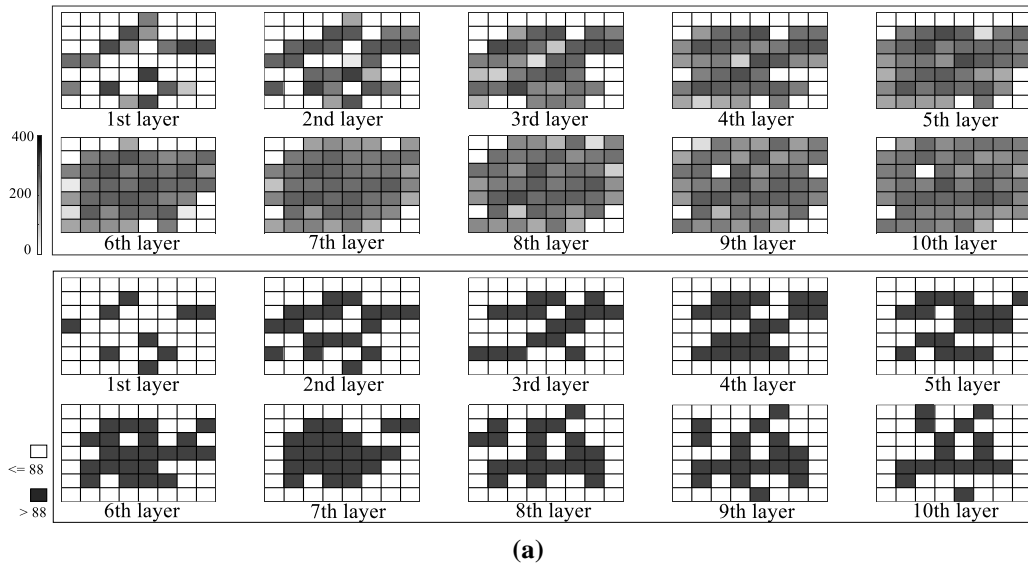 1st layer 2nd layer 3rd layer 4th layer 5th layer
400
200
0
6th layer 7th layer 8th layer 9th layer 10th layer
1st layer 2nd layer 3rd layer 4th layer 5th layer
<= 88
> 88
6th layer 7th layer 8th layer 9th layer 10th layer
(a)